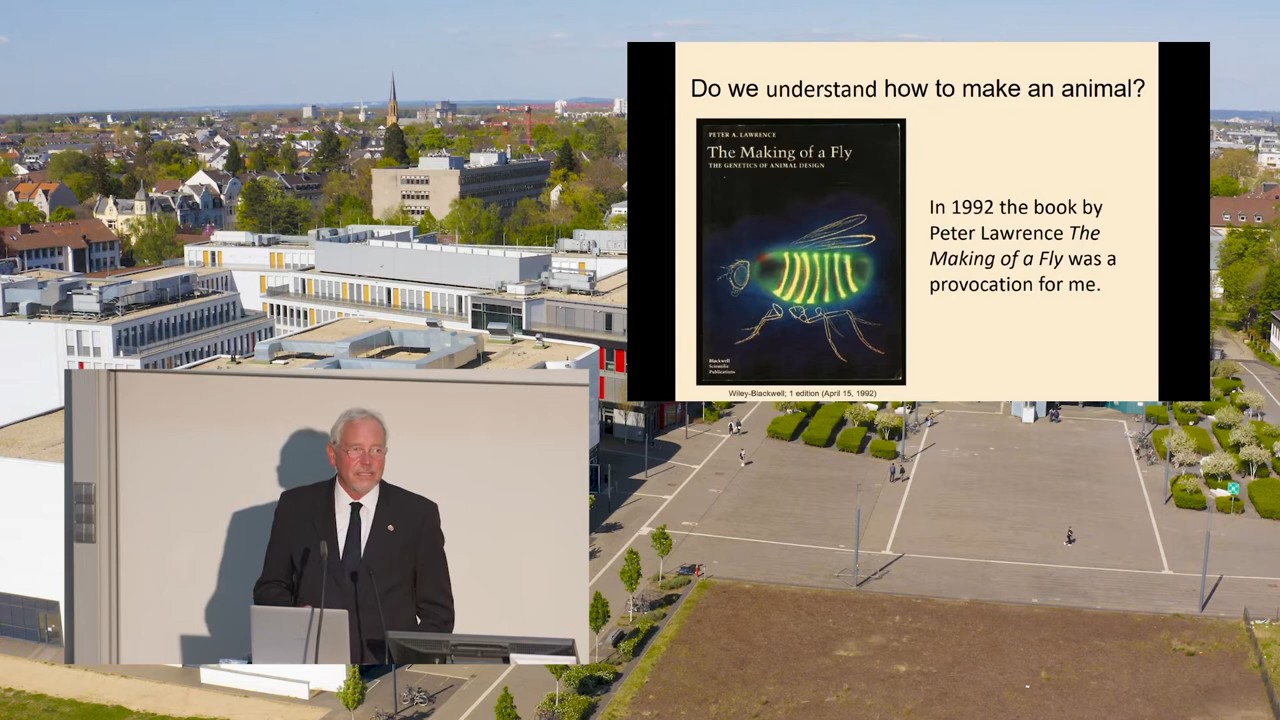 Do we understand how to make an animal?
PETER A. LAWRENCE
The Making of a Fly
THE GENETICS OF ANIMAL DESIGN
In 1992 the book by
Peter Lawrence The
Making of a Fly was a
provocation for me.
Blackwell
Scientific
Publications
Wiley-Blackwell; 1 edition (April 15, 1992)